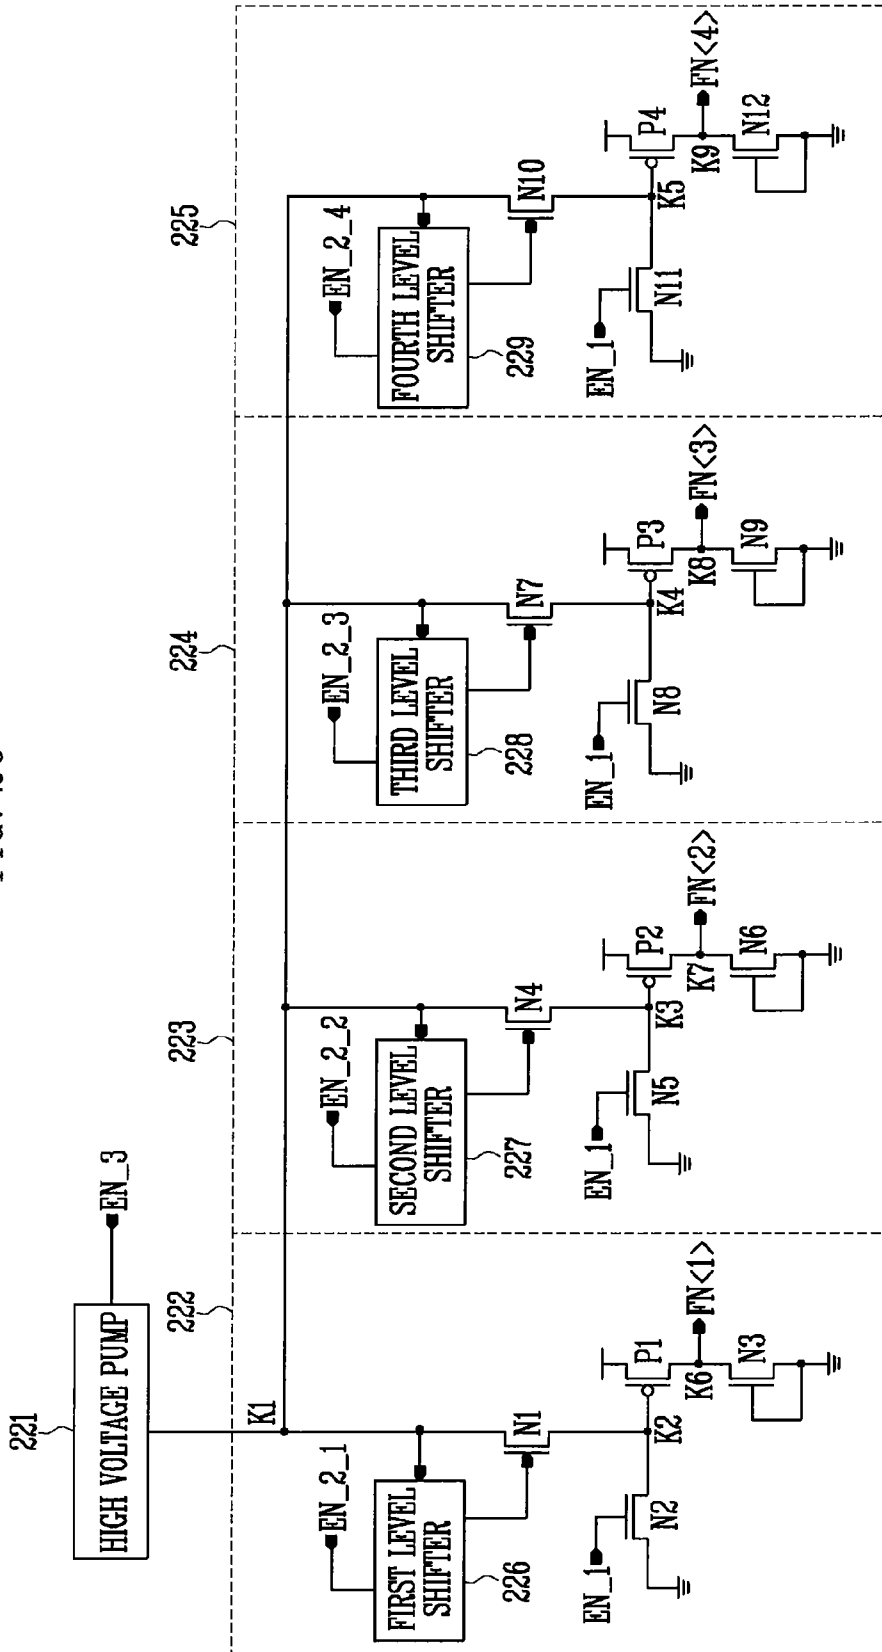 221
HIGH VOLTAGE PUMP
EN_3
222
K1
EN_2_1
FIRST LEVEL
SHIFTER
226
N1
EN_1
N2
K2
P1
K6
FN<1>
N3
223
EN_2_2
SECOND LEVEL
SHIFTER
227
N4
EN_1
N5
K3
P2
K7
FN<2>
N6
224
EN_2_3
THIRD LEVEL
SHIFTER
228
N7
EN_1
N8
K4
P3
K8
FN<3>
N9
225
EN_2_4
FOURTH LEVEL
SHIFTER
229
N10
EN_1
N11
K5
P4
K9
FN<4>
N12